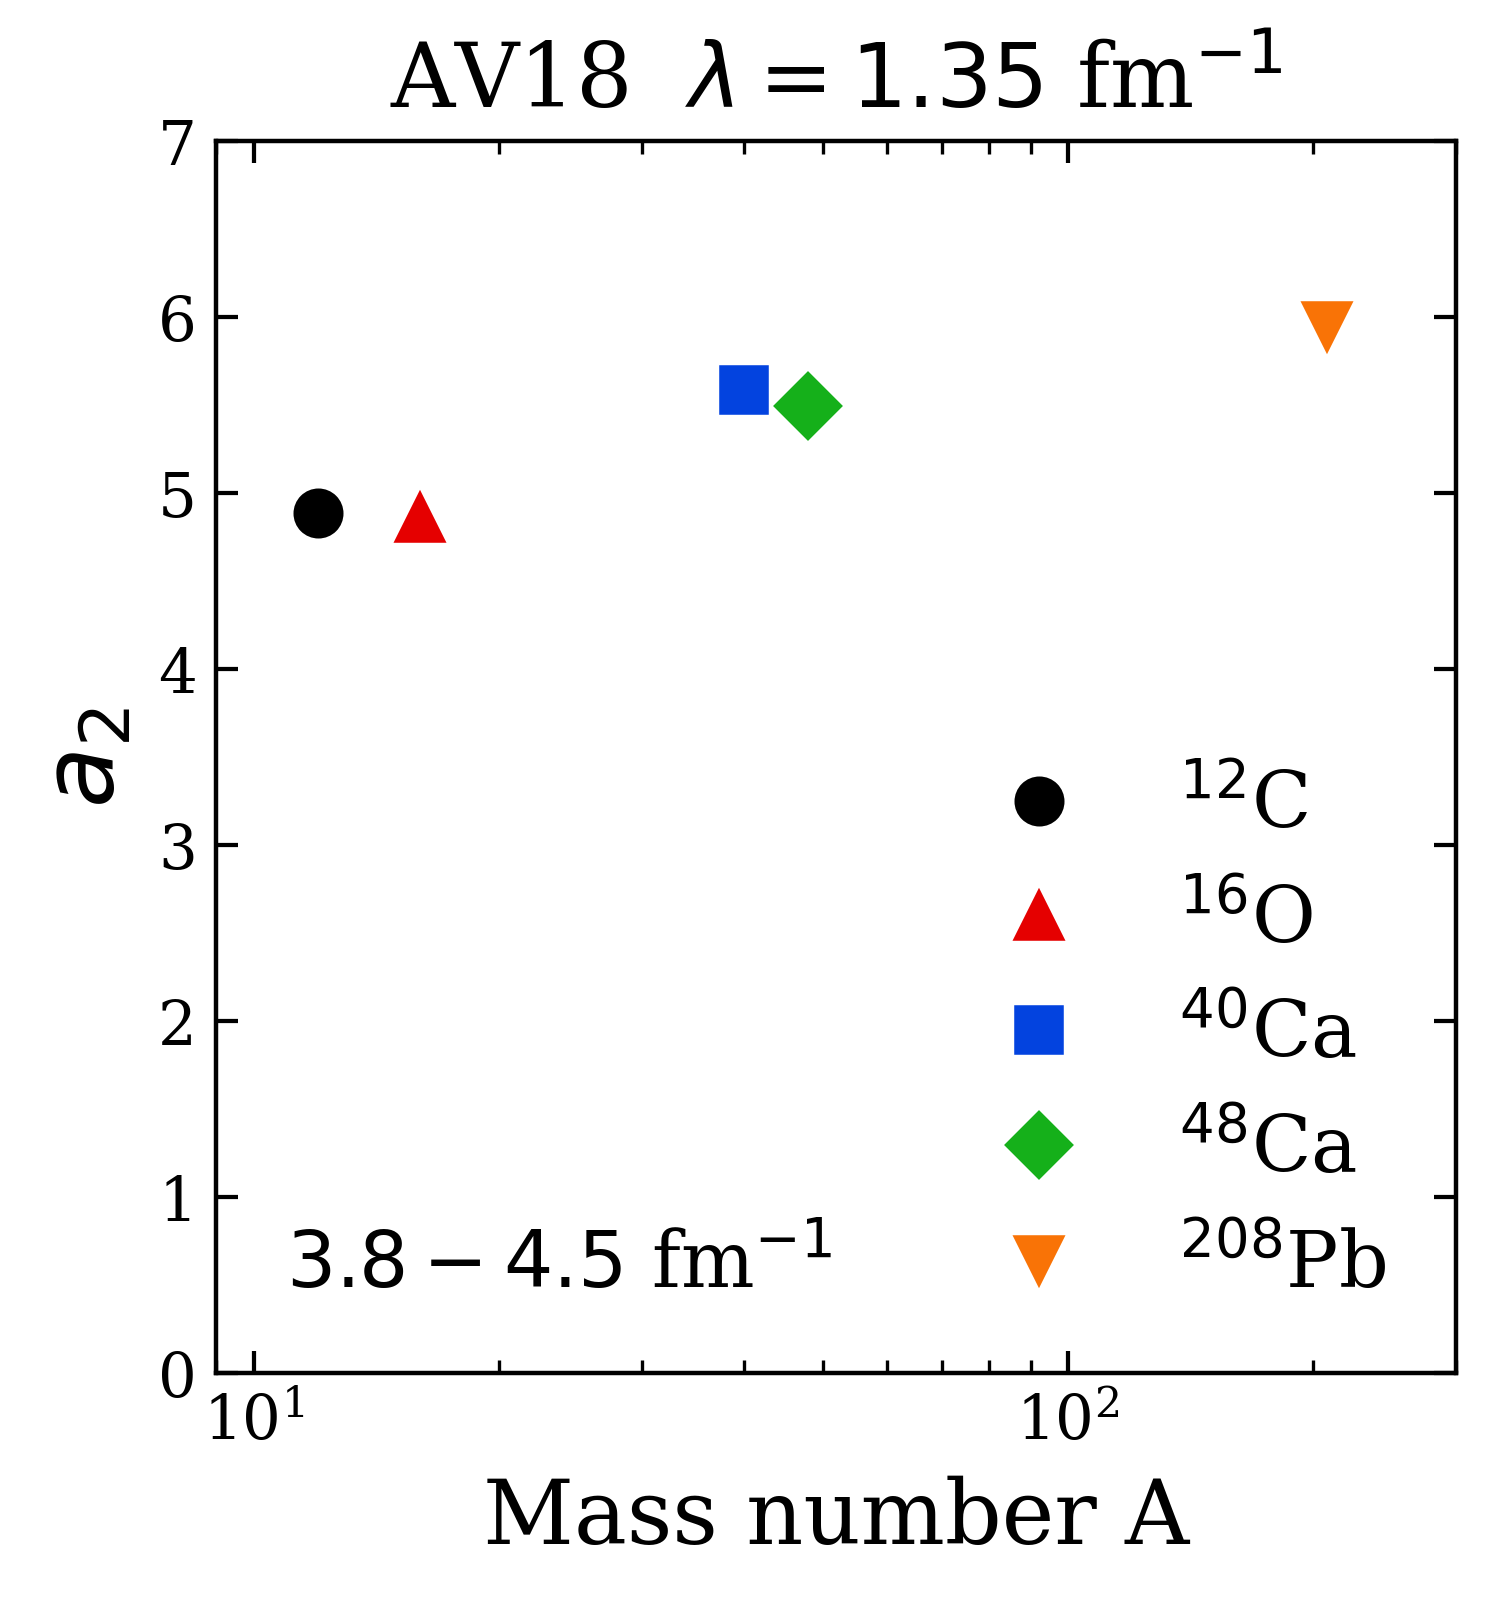 AV18 λ = 1.35 fm⁻¹
7
6
5
4
3
2
1
0
a₂
¹²C
¹⁶O
⁴⁰Ca
⁴⁸Ca
²⁰⁸Pb
3.8 − 4.5 fm⁻¹
10¹ 10²
Mass number A